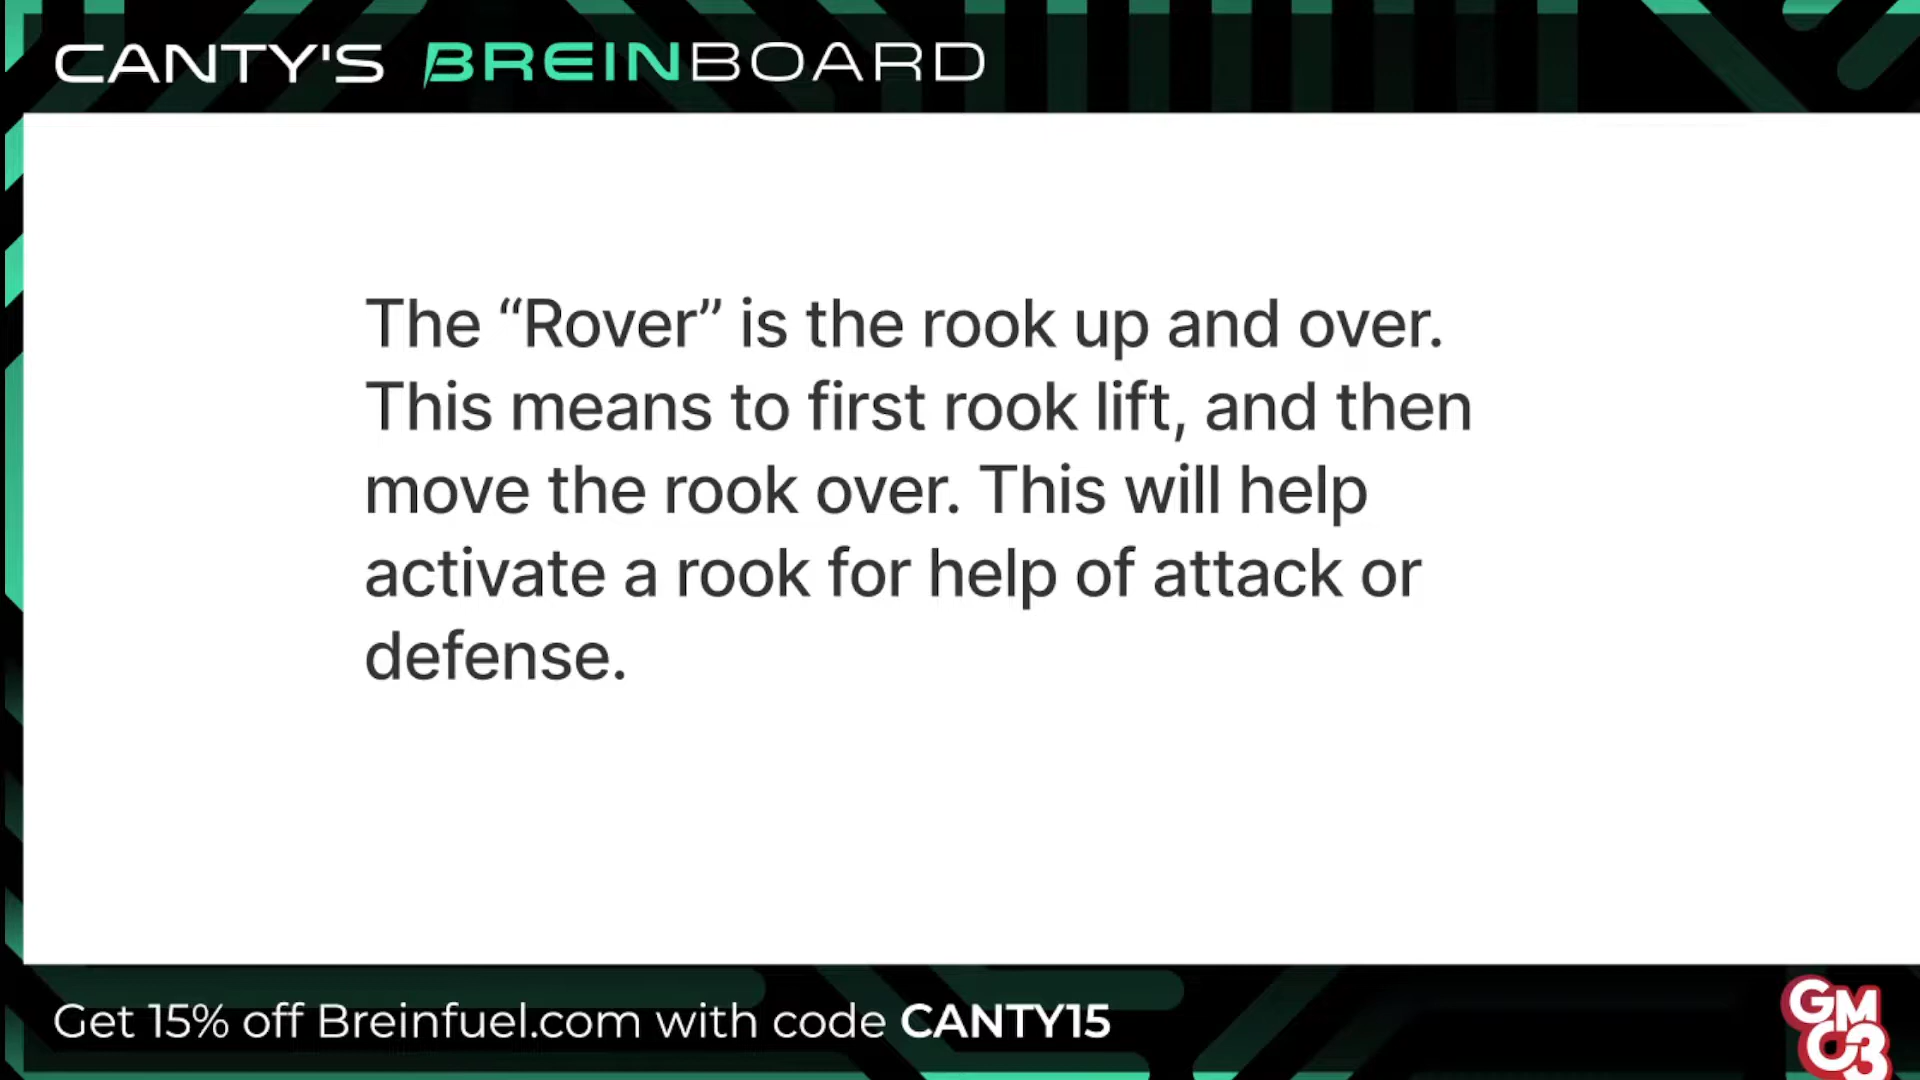 CANTY'S BREINBOARD
The “Rover” is the rook up and over.
This means to first rook lift, and then
move the rook over. This will help
activate a rook for help of attack or
defense.
Get 15% off Breinfuel.com with code CANTY15
GM
C3